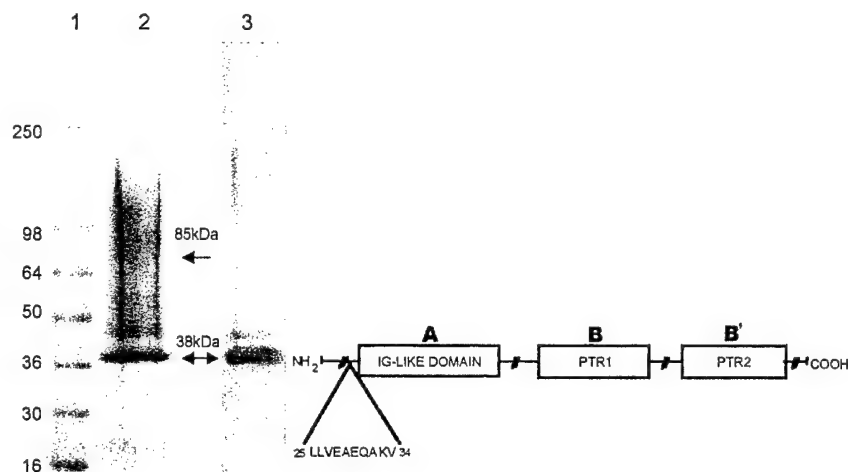 1 2 3
250
98
64
50
36
30
16
85kDa
38kDa
NH2
A
IG-LIKE DOMAIN
B
PTR1
B'
PTR2
COOH
25 LLVEAEQAKV 34